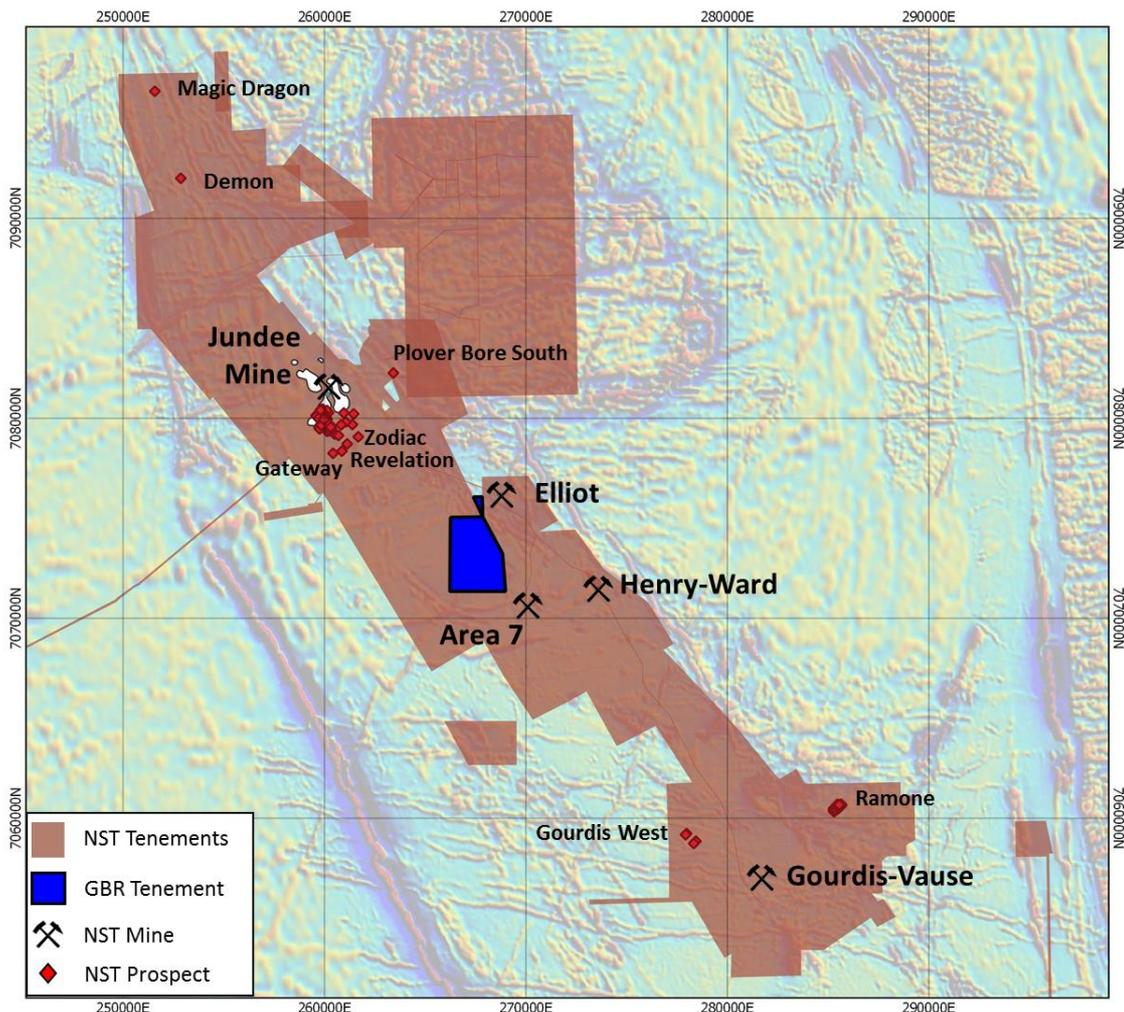 250000E 260000E 270000E 280000E 290000E
Magic Dragon
Demon
7090000N 7090000N
Jundee
Mine
Plover Bore South
7080000N 7080000N
Zodiac
Revelation
Gateway
Elliot
Henry-Ward
7070000N 7070000N
Area 7
Ramone
7060000N 7060000N
Gourdis West
Gourdis-Vause
NST Tenements
GBR Tenement
NST Mine
NST Prospect
250000E 260000E 270000E 280000E 290000E